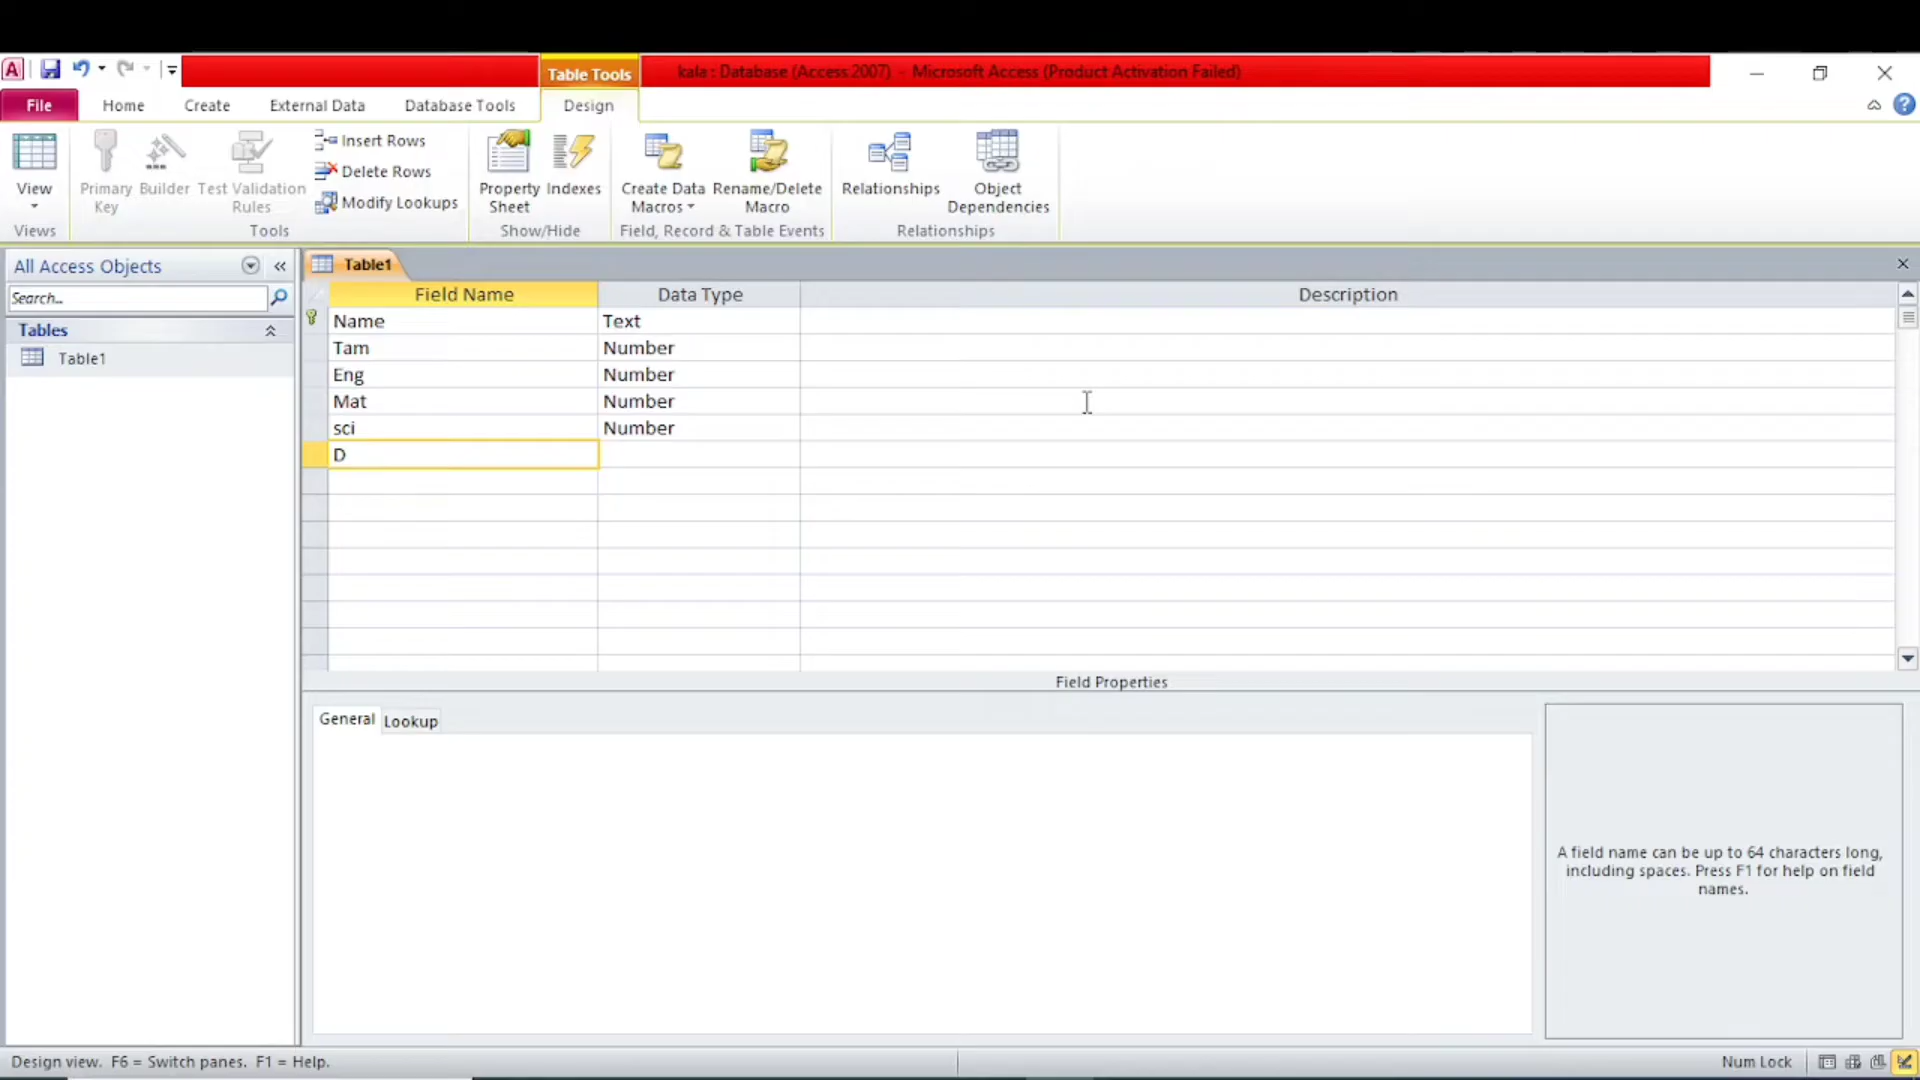 A
Table Tools
kala : Database (Access 2007) - Microsoft Access (Product Activation Failed)
File
Home
Create
External Data
Database Tools
Design
View
Primary Key
Builder
Test Validation Rules
Insert Rows
Delete Rows
Modify Lookups
Property Sheet
Indexes
Create Data Macros
Rename/Delete Macro
Relationships
Object Dependencies
Views
Tools
Show/Hide
Field, Record & Table Events
Relationships
All Access Objects
Search...
Tables
Table1
Table1
Field Name Data Type Description
Name Text
Tam Number
Eng Number
Mat Number
sci Number
D
Field Properties
General Lookup
A field name can be up to 64 characters long,
including spaces. Press F1 for help on field
names.
Design view. F6 = Switch panes. F1 = Help.
Num Lock